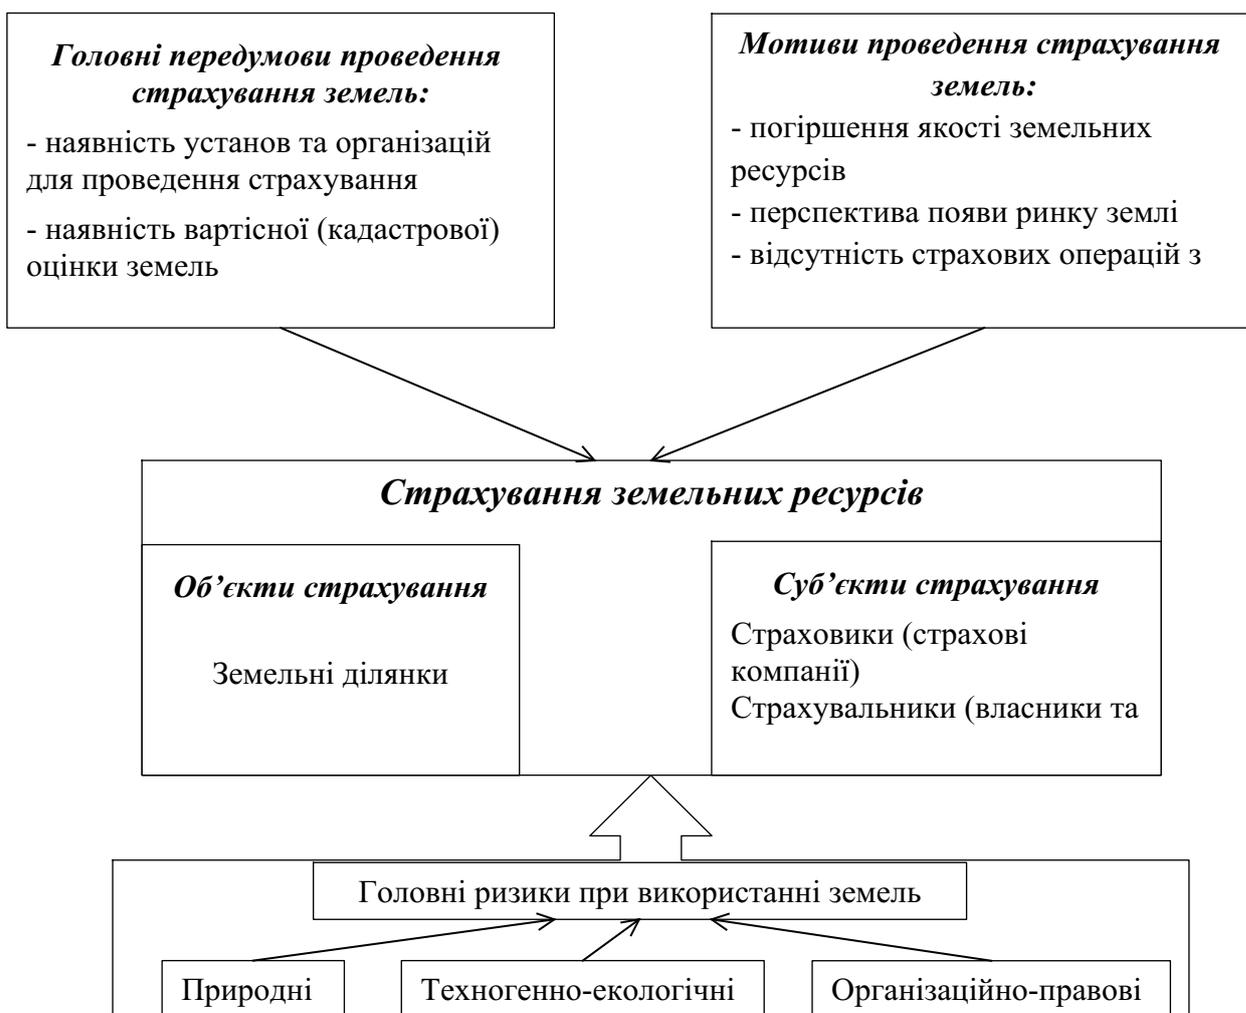 Головні передумови проведення
страхування земель:
- наявність установ та організацій
для проведення страхування
- наявність вартісної (кадастрової)
оцінки земель
Мотиви проведення страхування
земель:
- погіршення якості земельних
ресурсів
- перспектива появи ринку землі
- відсутність страхових операцій з
Страхування земельних ресурсів
Об’єкти страхування
Земельні ділянки
Суб’єкти страхування
Страховики (страхові
компанії)
Страхувальники (власники та
Головні ризики при використанні земель
Природні
Техногенно-екологічні
Організаційно-правові